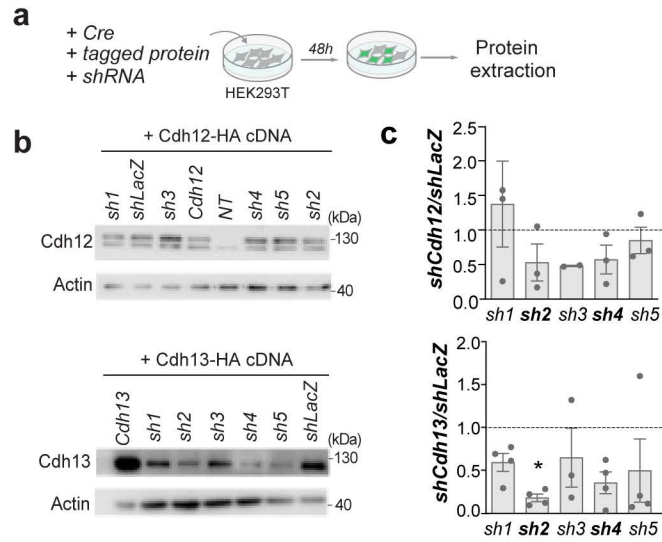 a
+ Cre
+ tagged protein
+ shRNA
HEK293T
48h
Protein
extraction
b
+ Cdh12-HA cDNA
sh1 shLacZ sh3 Cdh12 NT sh4 sh5 sh2
(kDa)
Cdh12
-130
Actin
-40
+ Cdh13-HA cDNA
Cdh13 sh1 sh2 sh3 sh4 sh5 shLacZ
(kDa)
Cdh13
-130
Actin
-40
c
shCdh12/shLacZ
2.5
2.0
1.5
1.0
0.5
0.0
sh1 sh2 sh3 sh4 sh5
shCdh13/shLacZ
2.0
1.5
1.0
0.5
0.0
*
sh1 sh2 sh3 sh4 sh5